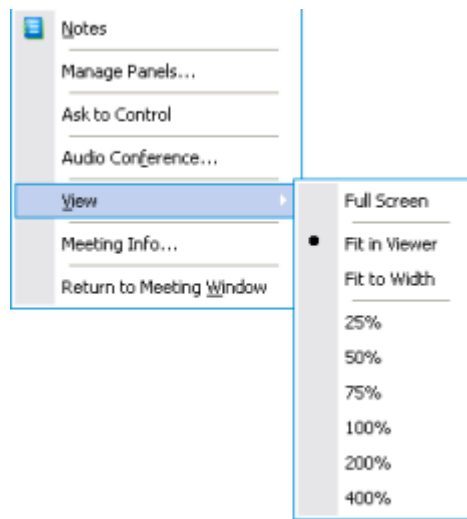 Notes
Manage Panels...
Ask to Control
Audio Conference...
View
Meeting Info...
Return to Meeting Window
Full Screen
Fit in Viewer
Fit to Width
25%
50%
75%
100%
200%
400%